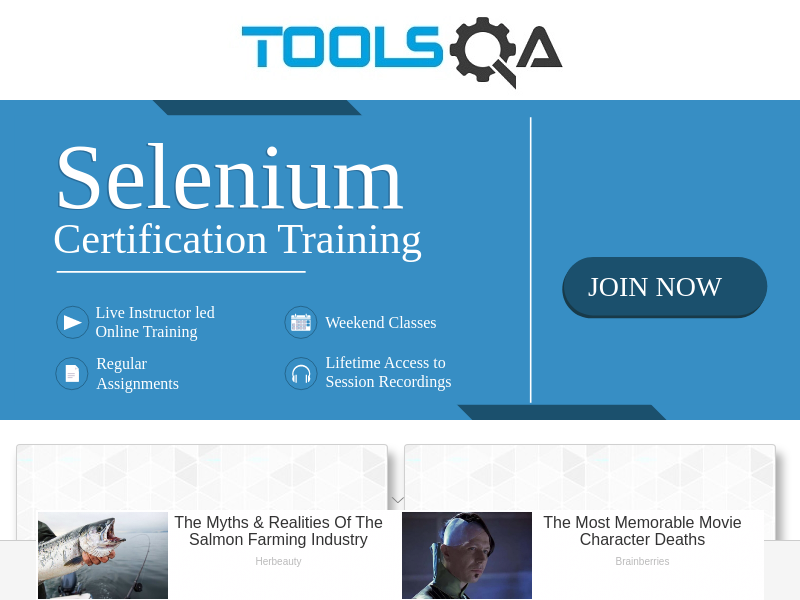 TOOLSQA
Selenium
Certification Training
JOIN NOW
Live Instructor led
Online Training
Weekend Classes
Regular
Assignments
Lifetime Access to
Session Recordings
The Myths & Realities Of The
Salmon Farming Industry
Herbeauty
The Most Memorable Movie
Character Deaths
Brainberries